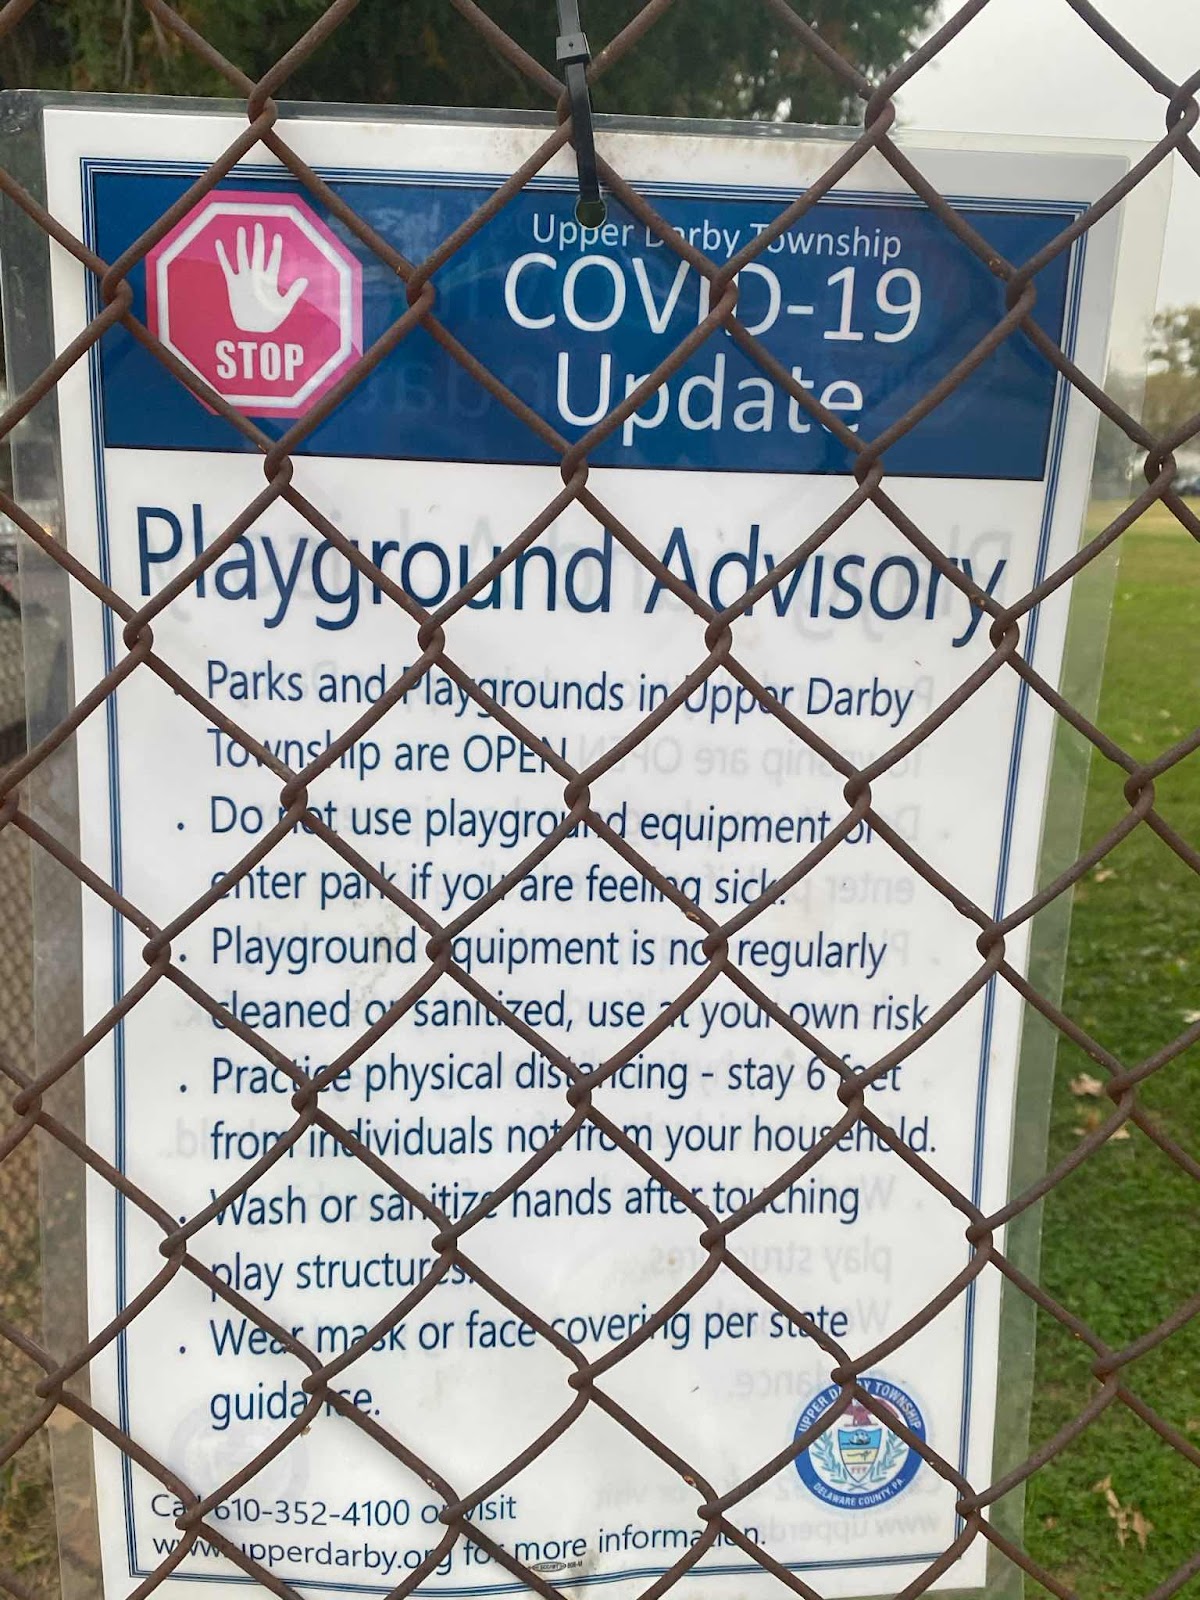 STOP
Upper Darby Township
COVID-19
Update
Playground Advisory
• Parks and Playgrounds in Upper Darby
Township are OPEN
• Do not use playground equipment or
enter park if you are feeling sick.
• Playground equipment is not regularly
cleaned or sanitized, use at your own risk
• Practice physical distancing - stay 6 feet
from individuals not from your household.
• Wash or sanitize hands after touching
play structures.
• Wear mask or face covering per state
guidance.
UPPER DARBY TOWNSHIP
DELAWARE COUNTY, PA.
Call 610-352-4100 or visit
www.upperdarby.org for more information.